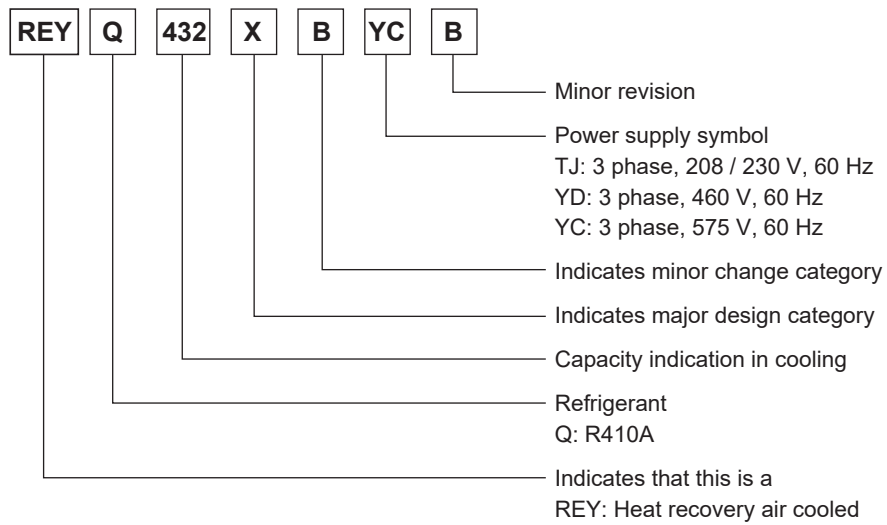 REY Q 432 X B YC B
Minor revision
Power supply symbol
TJ: 3 phase, 208 / 230 V, 60 Hz
YD: 3 phase, 460 V, 60 Hz
YC: 3 phase, 575 V, 60 Hz
Indicates minor change category
Indicates major design category
Capacity indication in cooling
Refrigerant
Q: R410A
Indicates that this is a
REY: Heat recovery air cooled